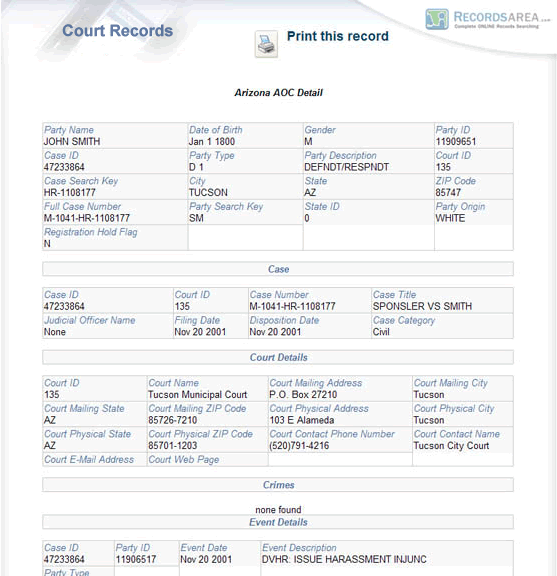 Court Records
Print this record
RECORDSAREA.com
Complete ONLINE Records Searching
Arizona AOC Detail
Party Name Date of Birth Gender Party ID
JOHN SMITH Jan 1 1800 M 11909651
Case ID Party Type Party Description Court ID
47233864 D 1 DEFNDT/RESPNDT 135
Case Search Key City State ZIP Code
HR-1108177 TUCSON AZ 85747
Full Case Number Party Search Key State ID Party Origin
M-1041-HR-1108177 SM 0 WHITE
Registration Hold Flag
N
Case
Case ID Court ID Case Number Case Title
47233864 135 M-1041-HR-1108177 SPONSLER VS SMITH
Judicial Officer Name Filing Date Disposition Date Case Category
None Nov 20 2001 Nov 20 2001 Civil
Court Details
Court ID Court Name Court Mailing Address Court Mailing City
135 Tucson Municipal Court P.O. Box 27210 Tucson
Court Mailing State Court Mailing ZIP Code Court Physical Address Court Physical City
AZ 85726-7210 103 E Alameda Tucson
Court Physical State Court Physical ZIP Code Court Contact Phone Number Court Contact Name
AZ 85701-1203 (520)791-4216 Tucson City Court
Court E-Mail Address Court Web Page
Crimes
none found
Event Details
Case ID Party ID Event Date Event Description
47233864 11906517 Nov 20 2001 DVHR: ISSUE HARASSMENT INJUNC
Party Type